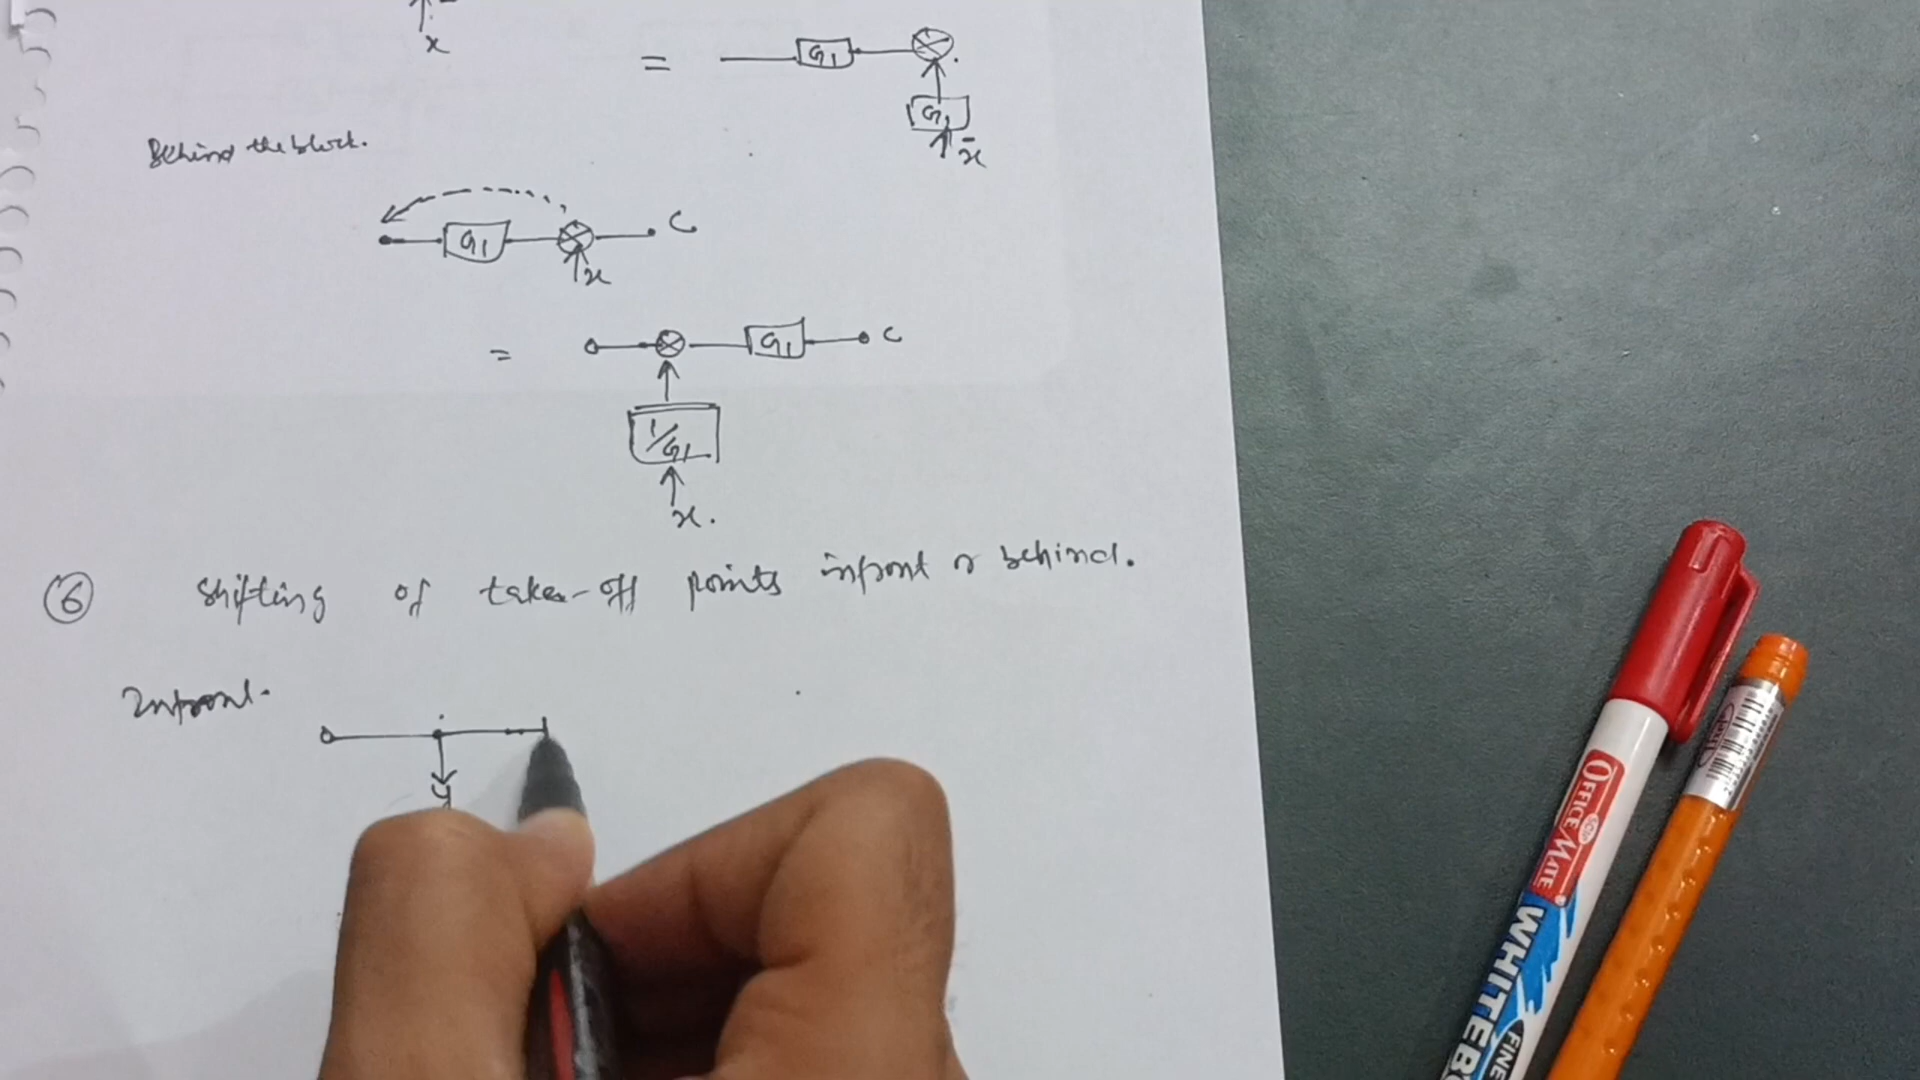 x
= G1
G1
x
Behind the block.
G1 x C
= G1 C
1/G1
x.
6 Shifting of take-off points infront or behind.
Infront.
y
OFFICE MATE
WHITEB
FINE